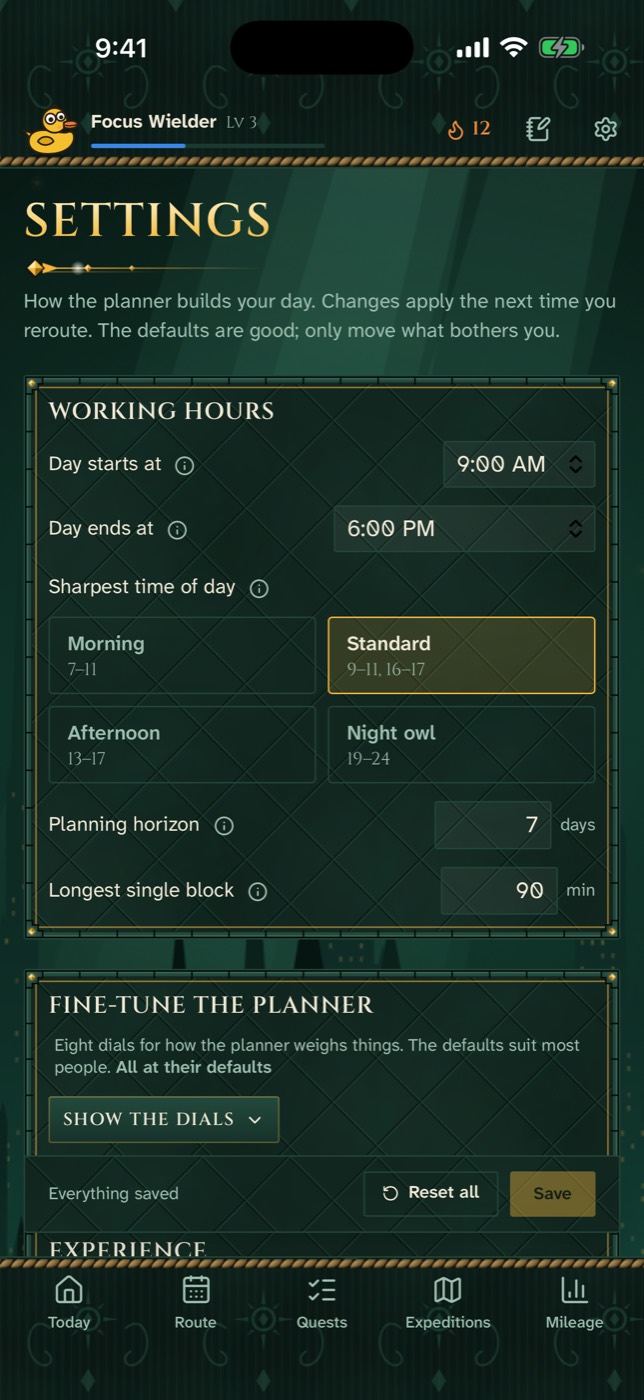 9:41
Focus Wielder Lv 3
12
SETTINGS
How the planner builds your day. Changes apply the next time you
reroute. The defaults are good; only move what bothers you.
WORKING HOURS
Day starts at
9:00 AM
Day ends at
6:00 PM
Sharpest time of day
Morning
7–11
Standard
9–11, 16–17
Afternoon
13–17
Night owl
19–24
Planning horizon
7 days
Longest single block
90 min
FINE-TUNE THE PLANNER
Eight dials for how the planner weighs things. The defaults suit most
people. All at their defaults
SHOW THE DIALS
Everything saved
Reset all
Save
EXPERIENCE
Today
Route
Quests
Expeditions
Mileage